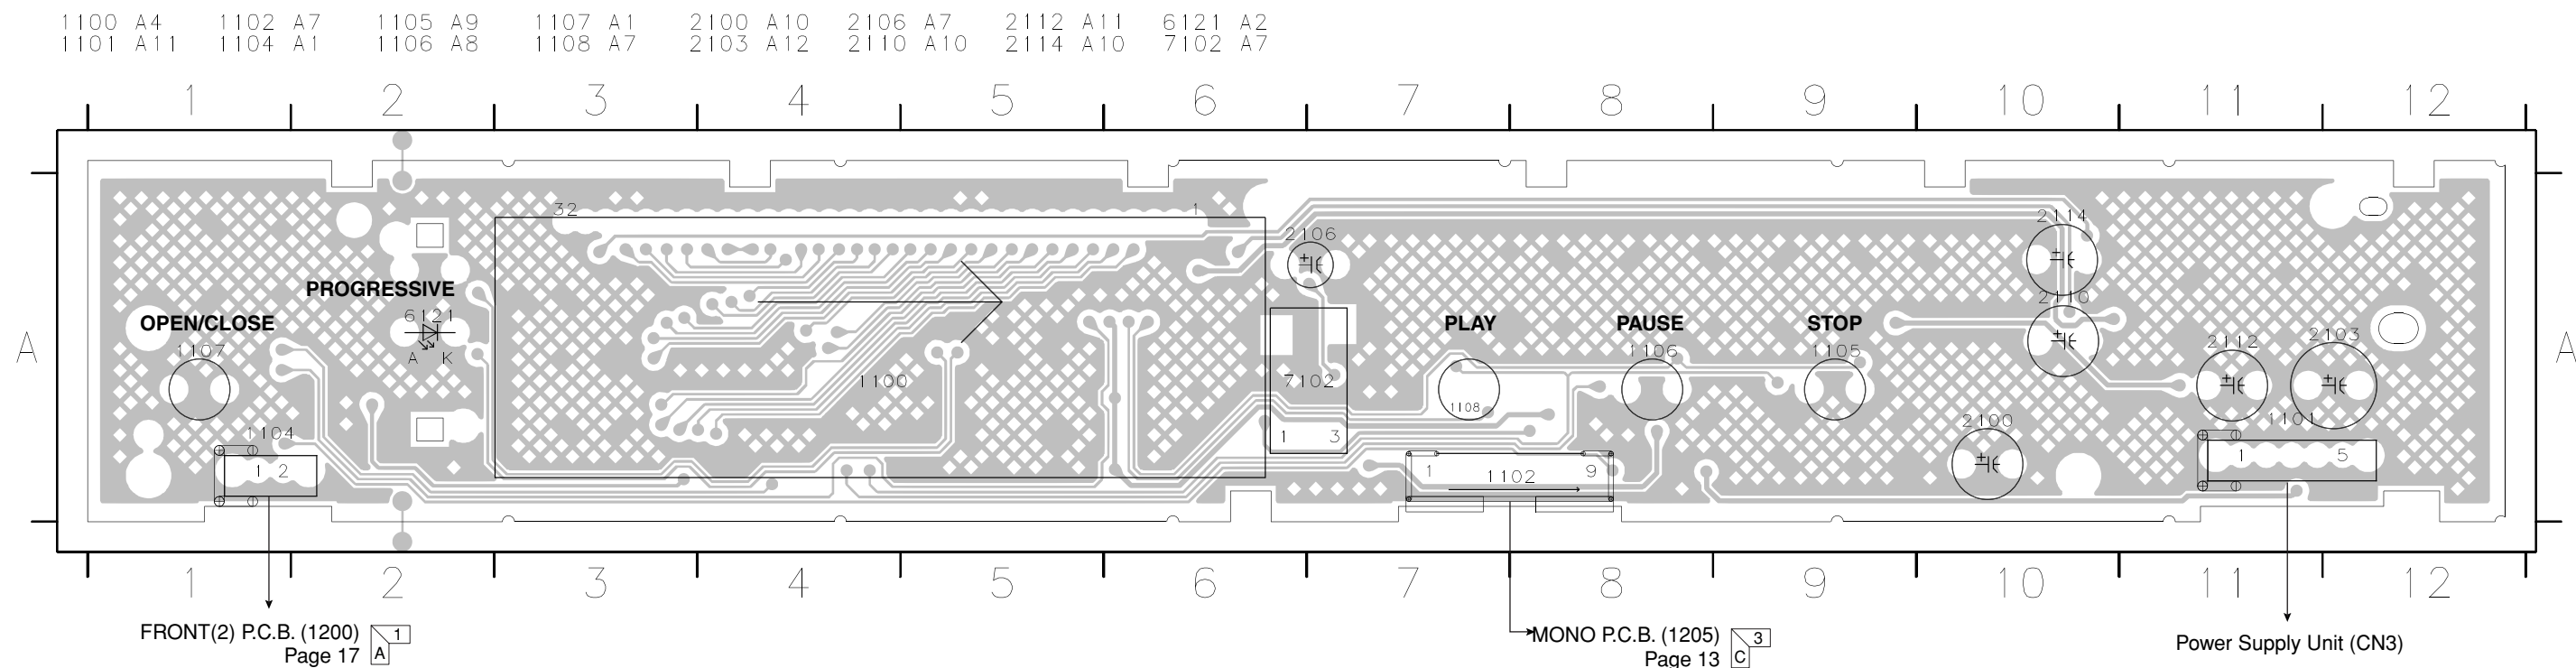 1100 A4 1102 A7 1105 A9 1107 A1 2100 A10 2106 A7 2112 A11 6121 A2
1101 A11 1104 A1 1106 A8 1108 A7 2103 A12 2110 A10 2114 A10 7102 A7
1 2 3 4 5 6 7 8 9 10 11 12
32 1
2114
2106
PROGRESSIVE
2110
6121
OPEN/CLOSE PLAY PAUSE STOP
A A
1107 1106 1105 2112 2103
A K
1100 7102
1108
1101
2100
1104
1 3
1 2 1 1102 9 1 5
1 2 3 4 5 6 7 8 9 10 11 12
FRONT(2) P.C.B. (1200) 1
Page 17 A
MONO P.C.B. (1205) 3
Page 13 C
Power Supply Unit (CN3)